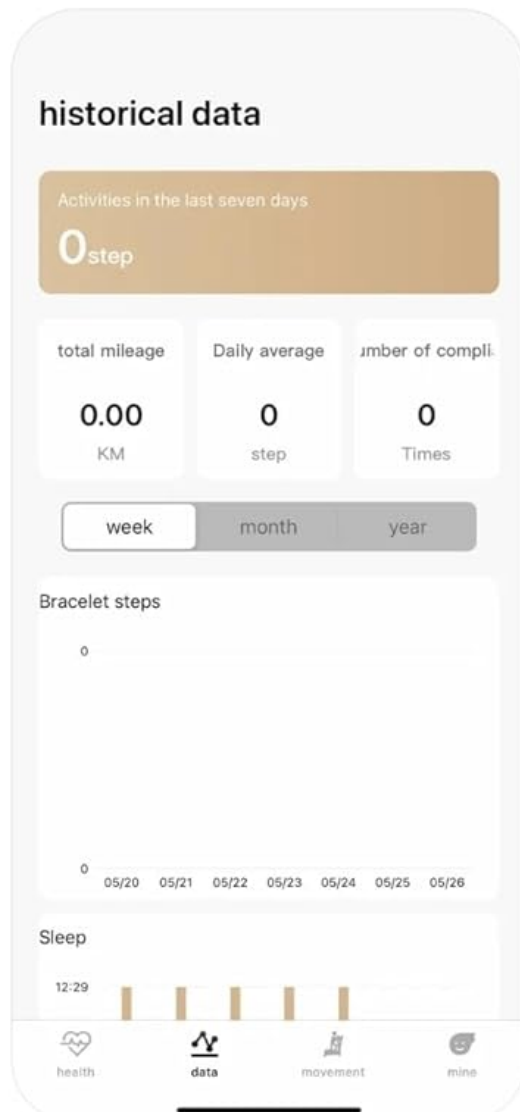 historical data
Activities in the last seven days
0step
total mileage
Daily average
umber of compli
0.00
0
0
KM
step
Times
week
month
year
Bracelet steps
0
0
05/20 05/21 05/22 05/23 05/24 05/25 05/26
Sleep
12:29
health
data
movement
mine